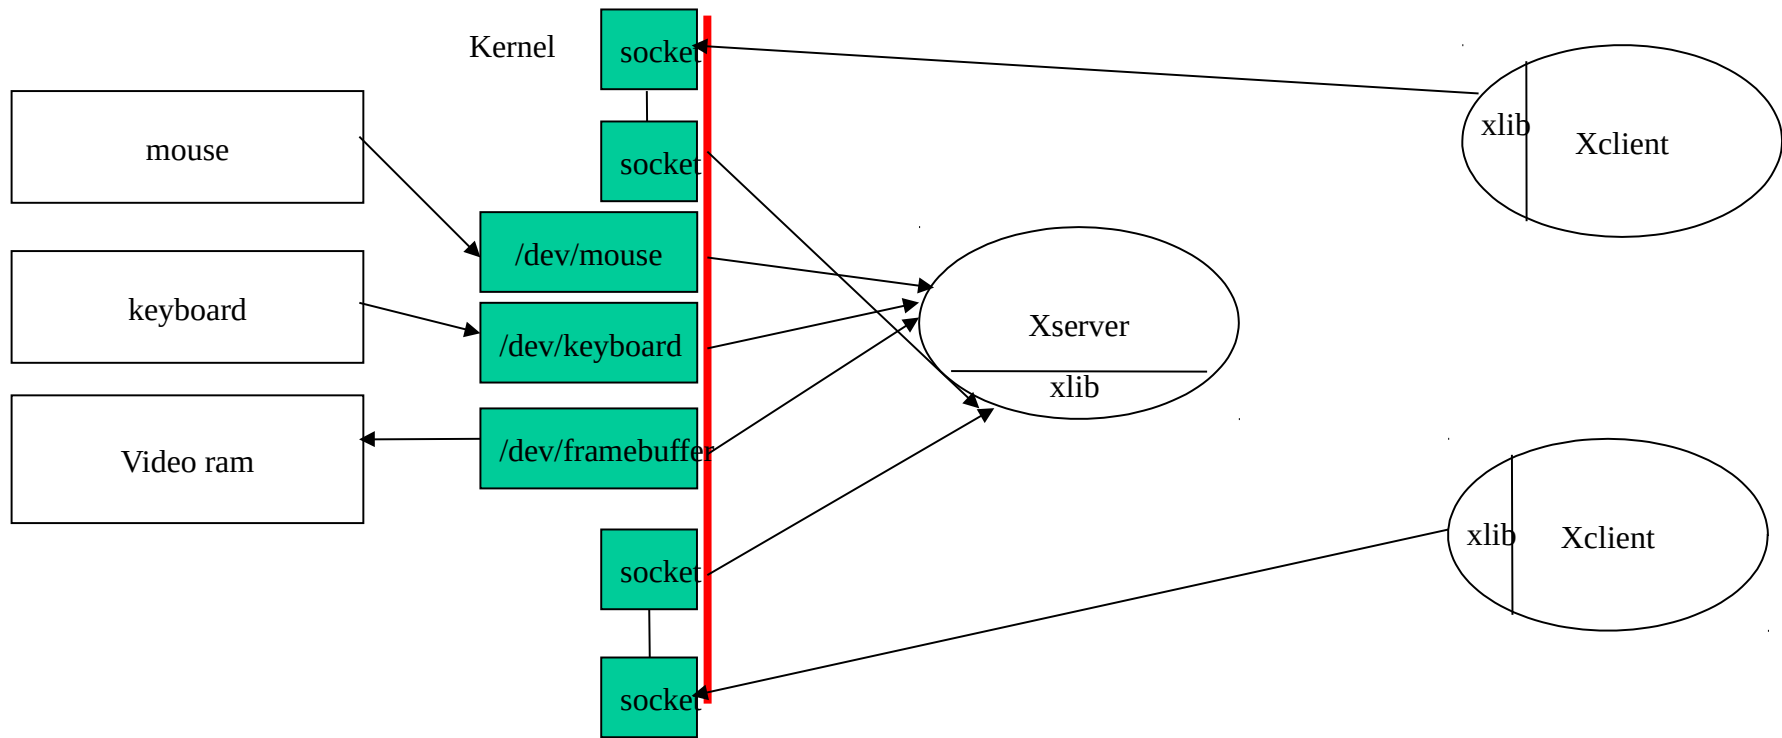 Kernel
socket
xlib
Xclient
mouse
socket
/dev/mouse
keyboard
/dev/keyboard
Xserver
xlib
Video ram
/dev/framebuffer
socket
xlib
Xclient
socket